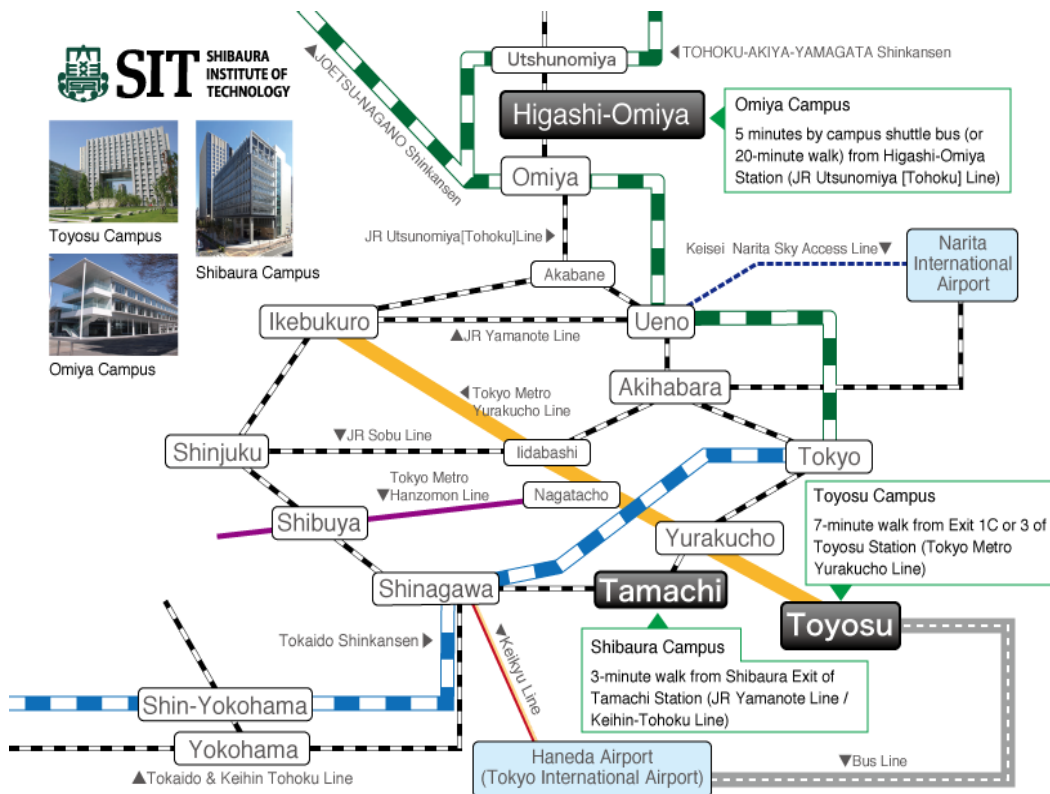 SIT
SHIBAURA
INSTITUTE OF
TECHNOLOGY
Toyosu Campus
Shibaura Campus
Omiya Campus
▲JOETSU-NAGANO Shinkansen
Utshunomiya
◀TOHOKU-AKIYA-YAMAGATA Shinkansen
Higashi-Omiya
Omiya Campus
5 minutes by campus shuttle bus (or
20-minute walk) from Higashi-Omiya
Station (JR Utsunomiya [Tohoku] Line)
Omiya
JR Utsunomiya[Tohoku]Line▶
Keisei Narita Sky Access Line▼
Narita
International
Airport
Akabane
Ikebukuro
Ueno
▲JR Yamanote Line
Akihabara
◀Tokyo Metro
Yurakucho Line
Shinjuku
▼JR Sobu Line
Iidabashi
Tokyo
Tokyo Metro
▼Hanzomon Line
Nagatacho
Shibuya
Yurakucho
Toyosu Campus
7-minute walk from Exit 1C or 3 of
Toyosu Station (Tokyo Metro
Yurakucho Line)
Shinagawa
Tamachi
Toyosu
Tokaido Shinkansen▶
▼Keikyu Line
Shibaura Campus
3-minute walk from Shibaura Exit of
Tamachi Station (JR Yamanote Line /
Keihin-Tohoku Line)
Shin-Yokohama
Yokohama
▲Tokaido & Keihin Tohoku Line
Haneda Airport
(Tokyo International Airport)
▼Bus Line